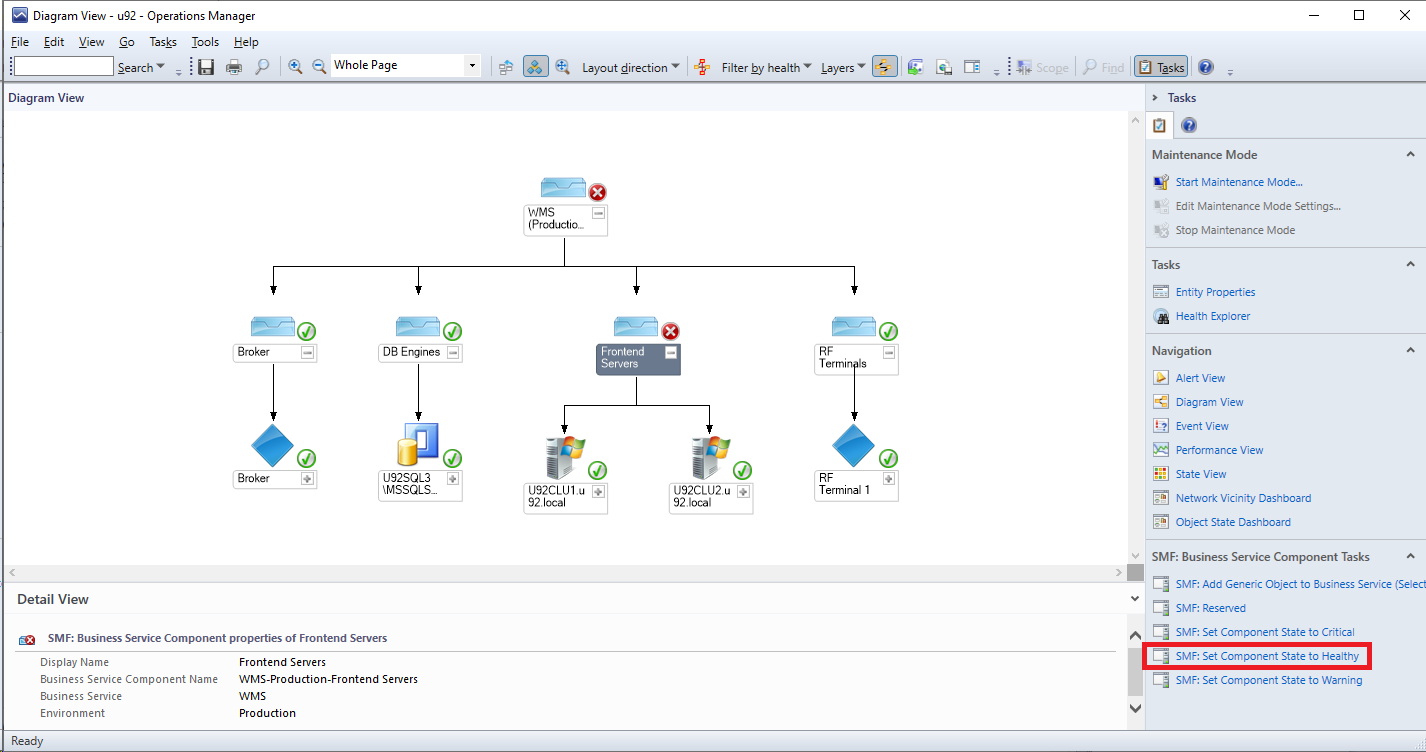 Diagram View - u92 - Operations Manager
File Edit View Go Tasks Tools Help
Search Whole Page Layout direction Filter by health Layers Scope Find Tasks
Diagram View
WMS
(Productio...
Broker
DB Engines
Frontend
Servers
RF
Terminals
Broker
U92SQL3
\MSSQLS...
U92CLU1.u
92.local
U92CLU2.u
92.local
RF
Terminal 1
Detail View
SMF: Business Service Component properties of Frontend Servers
Display Name Frontend Servers
Business Service Component Name WMS-Production-Frontend Servers
Business Service WMS
Environment Production
Tasks
Maintenance Mode
Start Maintenance Mode...
Edit Maintenance Mode Settings...
Stop Maintenance Mode
Tasks
Entity Properties
Health Explorer
Navigation
Alert View
Diagram View
Event View
Performance View
State View
Network Vicinity Dashboard
Object State Dashboard
SMF: Business Service Component Tasks
SMF: Add Generic Object to Business Service (Select
SMF: Reserved
SMF: Set Component State to Critical
SMF: Set Component State to Healthy
SMF: Set Component State to Warning
Ready